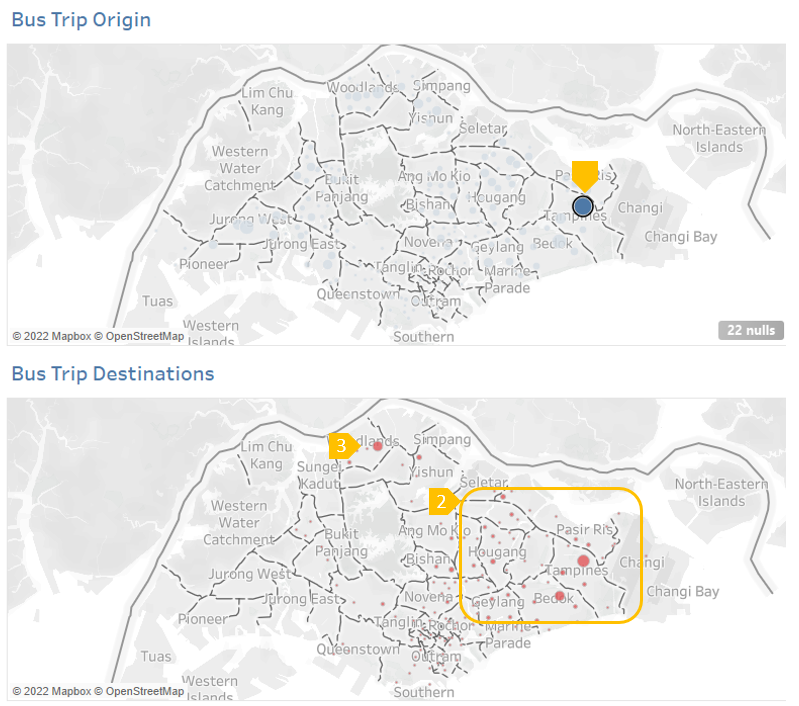 Bus Trip Origin
Lim Chu
Kang
Woodlands
Simpang
Yishun
Seletar
North-Eastern
Islands
Western
Water
Catchment
Bukit
Panjang
Ang Mo Kio
Pasir Ris
Bishan
Hougang
Tampines
Changi
Jurong West
Jurong East
Novena
Geylang
Bedok
Changi Bay
Pioneer
Tanglin
Rochor
Marine
Parade
Queenstown
Outram
Tuas
Western
Islands
Southern
22 nulls
© 2022 Mapbox © OpenStreetMap
Bus Trip Destinations
3
dlands
Simpang
Lim Chu
Kang
Sungei
Kadut
Yishun
Seletar
North-Eastern
Islands
2
Western
Water
Catchment
Bukit
Panjang
Ang Mo Kio
Pasir Ris
Bishan
Hougang
Tampines
Changi
Jurong West
Jurong East
Novena
Geylang
Bedok
Changi Bay
Pioneer
Tanglin
Rochor
Marine
Parade
Queenstown
Outram
Tuas
Western
Islands
Southern
© 2022 Mapbox © OpenStreetMap